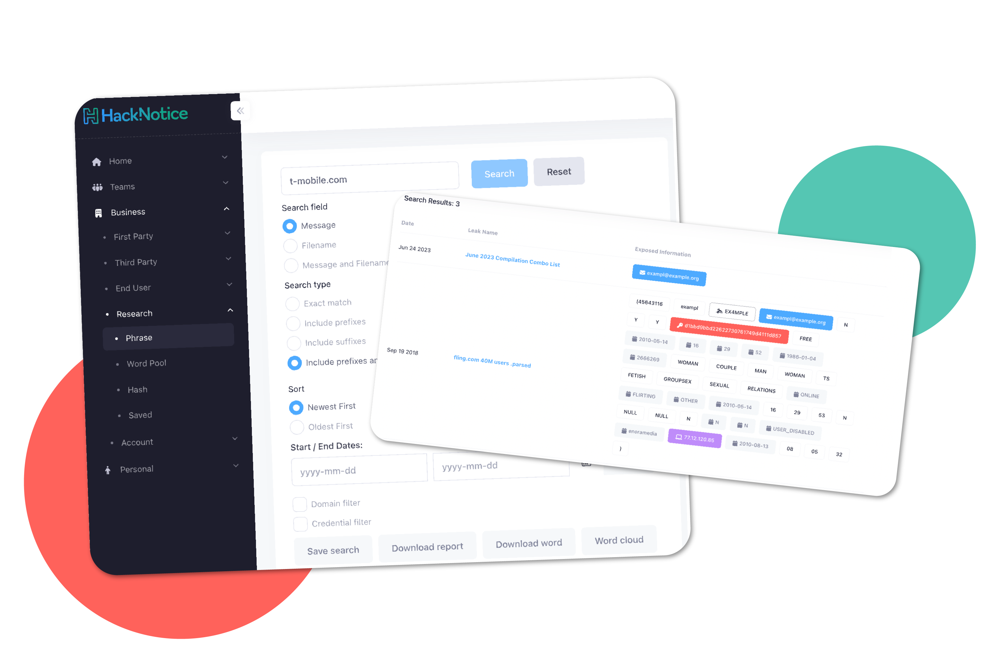 HackNotice
Home
Teams
Business
First Party
Third Party
End User
Research
Phrase
Word Pool
Hash
Saved
Account
Personal
t-mobile.com
Search
Reset
Search field
Message
Filename
Message and Filename
Search type
Exact match
Include prefixes
Include suffixes
Include prefixes an
Sort
Newest First
Oldest First
Start / End Dates:
yyyy-mm-dd yyyy-mm-dd
Domain filter
Credential filter
Save search Download report Download word Word cloud
Search Results: 3
Date Leak Name Exposed Information
Jun 24 2023 June 2023 Compilation Combo List exampl@example.org
Sep 19 2018 fling.com 40M users .parsed
(45643116 exampl EX4MPLE exampl@example.org N
Y Y d1bbd9bbd22622730761749d4111d857 FREE
2010-05-14 16 29 52 1986-01-04
2666269 WOMAN COUPLE MAN WOMAN TS
FETISH GROUPSEX SEXUAL RELATIONS ONLINE
FLIRTING OTHER 2010-05-14 16 29 53 N
NULL NULL N N N USER_DISABLED
enoramedia 77.12.120.85 2010-08-13 08 05 32
)